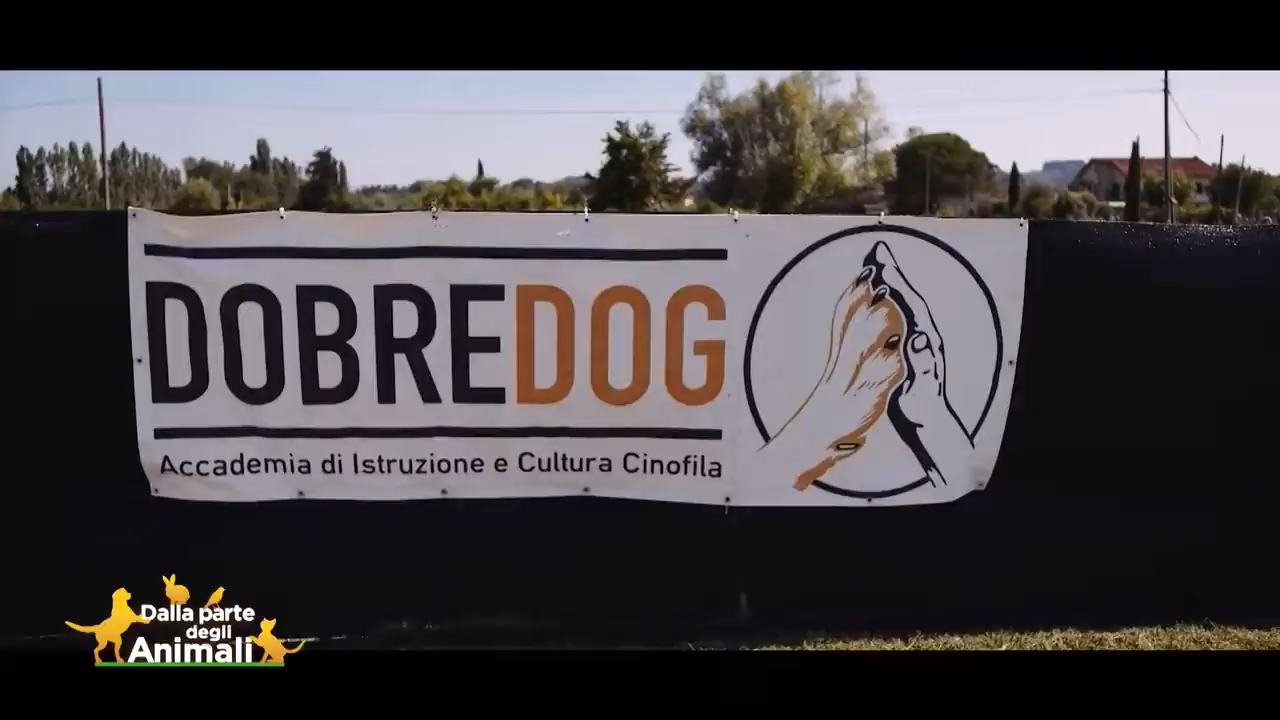 DOBREDOG
Accademia di Istruzione e Cultura Cinofila
Dalla parte
degli
Animali